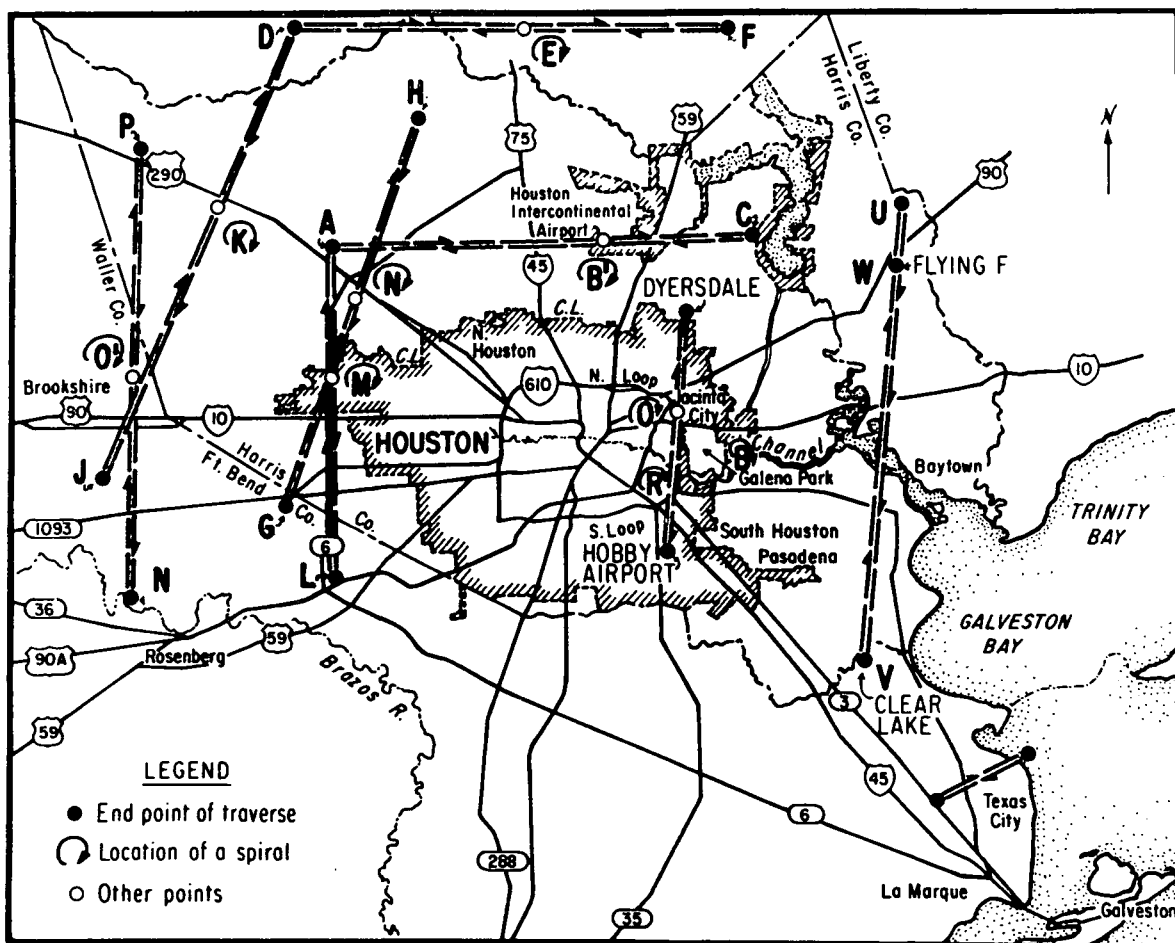 D
E
F
N
Liberty Co.
Harris Co.
H
P
75
59
290
90
Houston
Intercontinental
Airport
U
A
C
K
W
FLYING F
Waller Co.
N
45
B'
DYERSDALE
C.L.
N.
Houston
O'
C.L.
Brookshire
M
610
N. Loop
Jacinto
City
10
90
10
O'
HOUSTON
Channel
Harris
Ft. Bend
B
Galena Park
Baytown
J
R'
TRINITY
BAY
G
Co.
Co.
1093
S. Loop
South Houston
6
HOBBY
AIRPORT
Pasadena
L
N
36
GALVESTON
BAY
59
90A
Rosenberg
Brazos R.
V
CLEAR
LAKE
3
59
LEGEND
End point of traverse
45
Texas
City
Location of a spiral
6
288
Other points
La Marque
35
Galveston